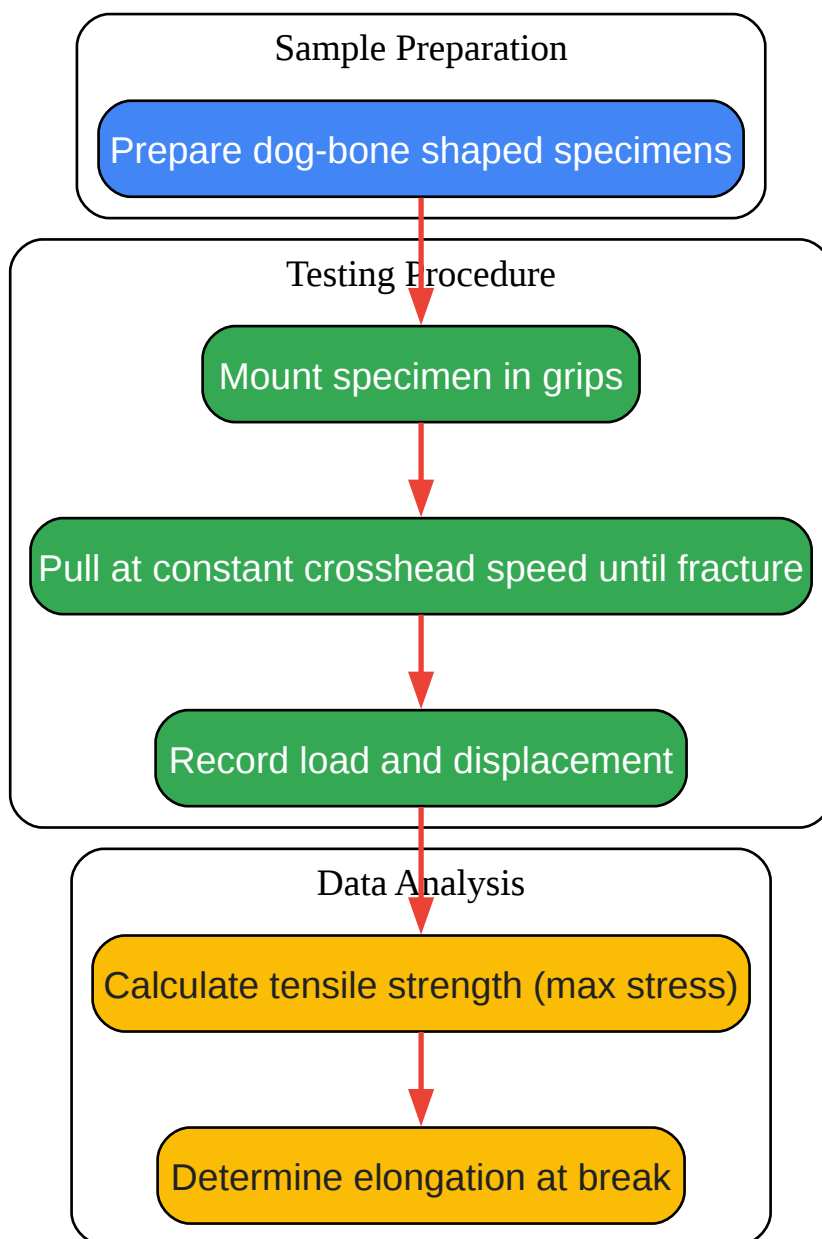 Sample Preparation
Prepare dog-bone shaped specimens
Testing Procedure
Mount specimen in grips
Pull at constant crosshead speed until fracture
Record load and displacement
Data Analysis
Calculate tensile strength (max stress)
Determine elongation at break